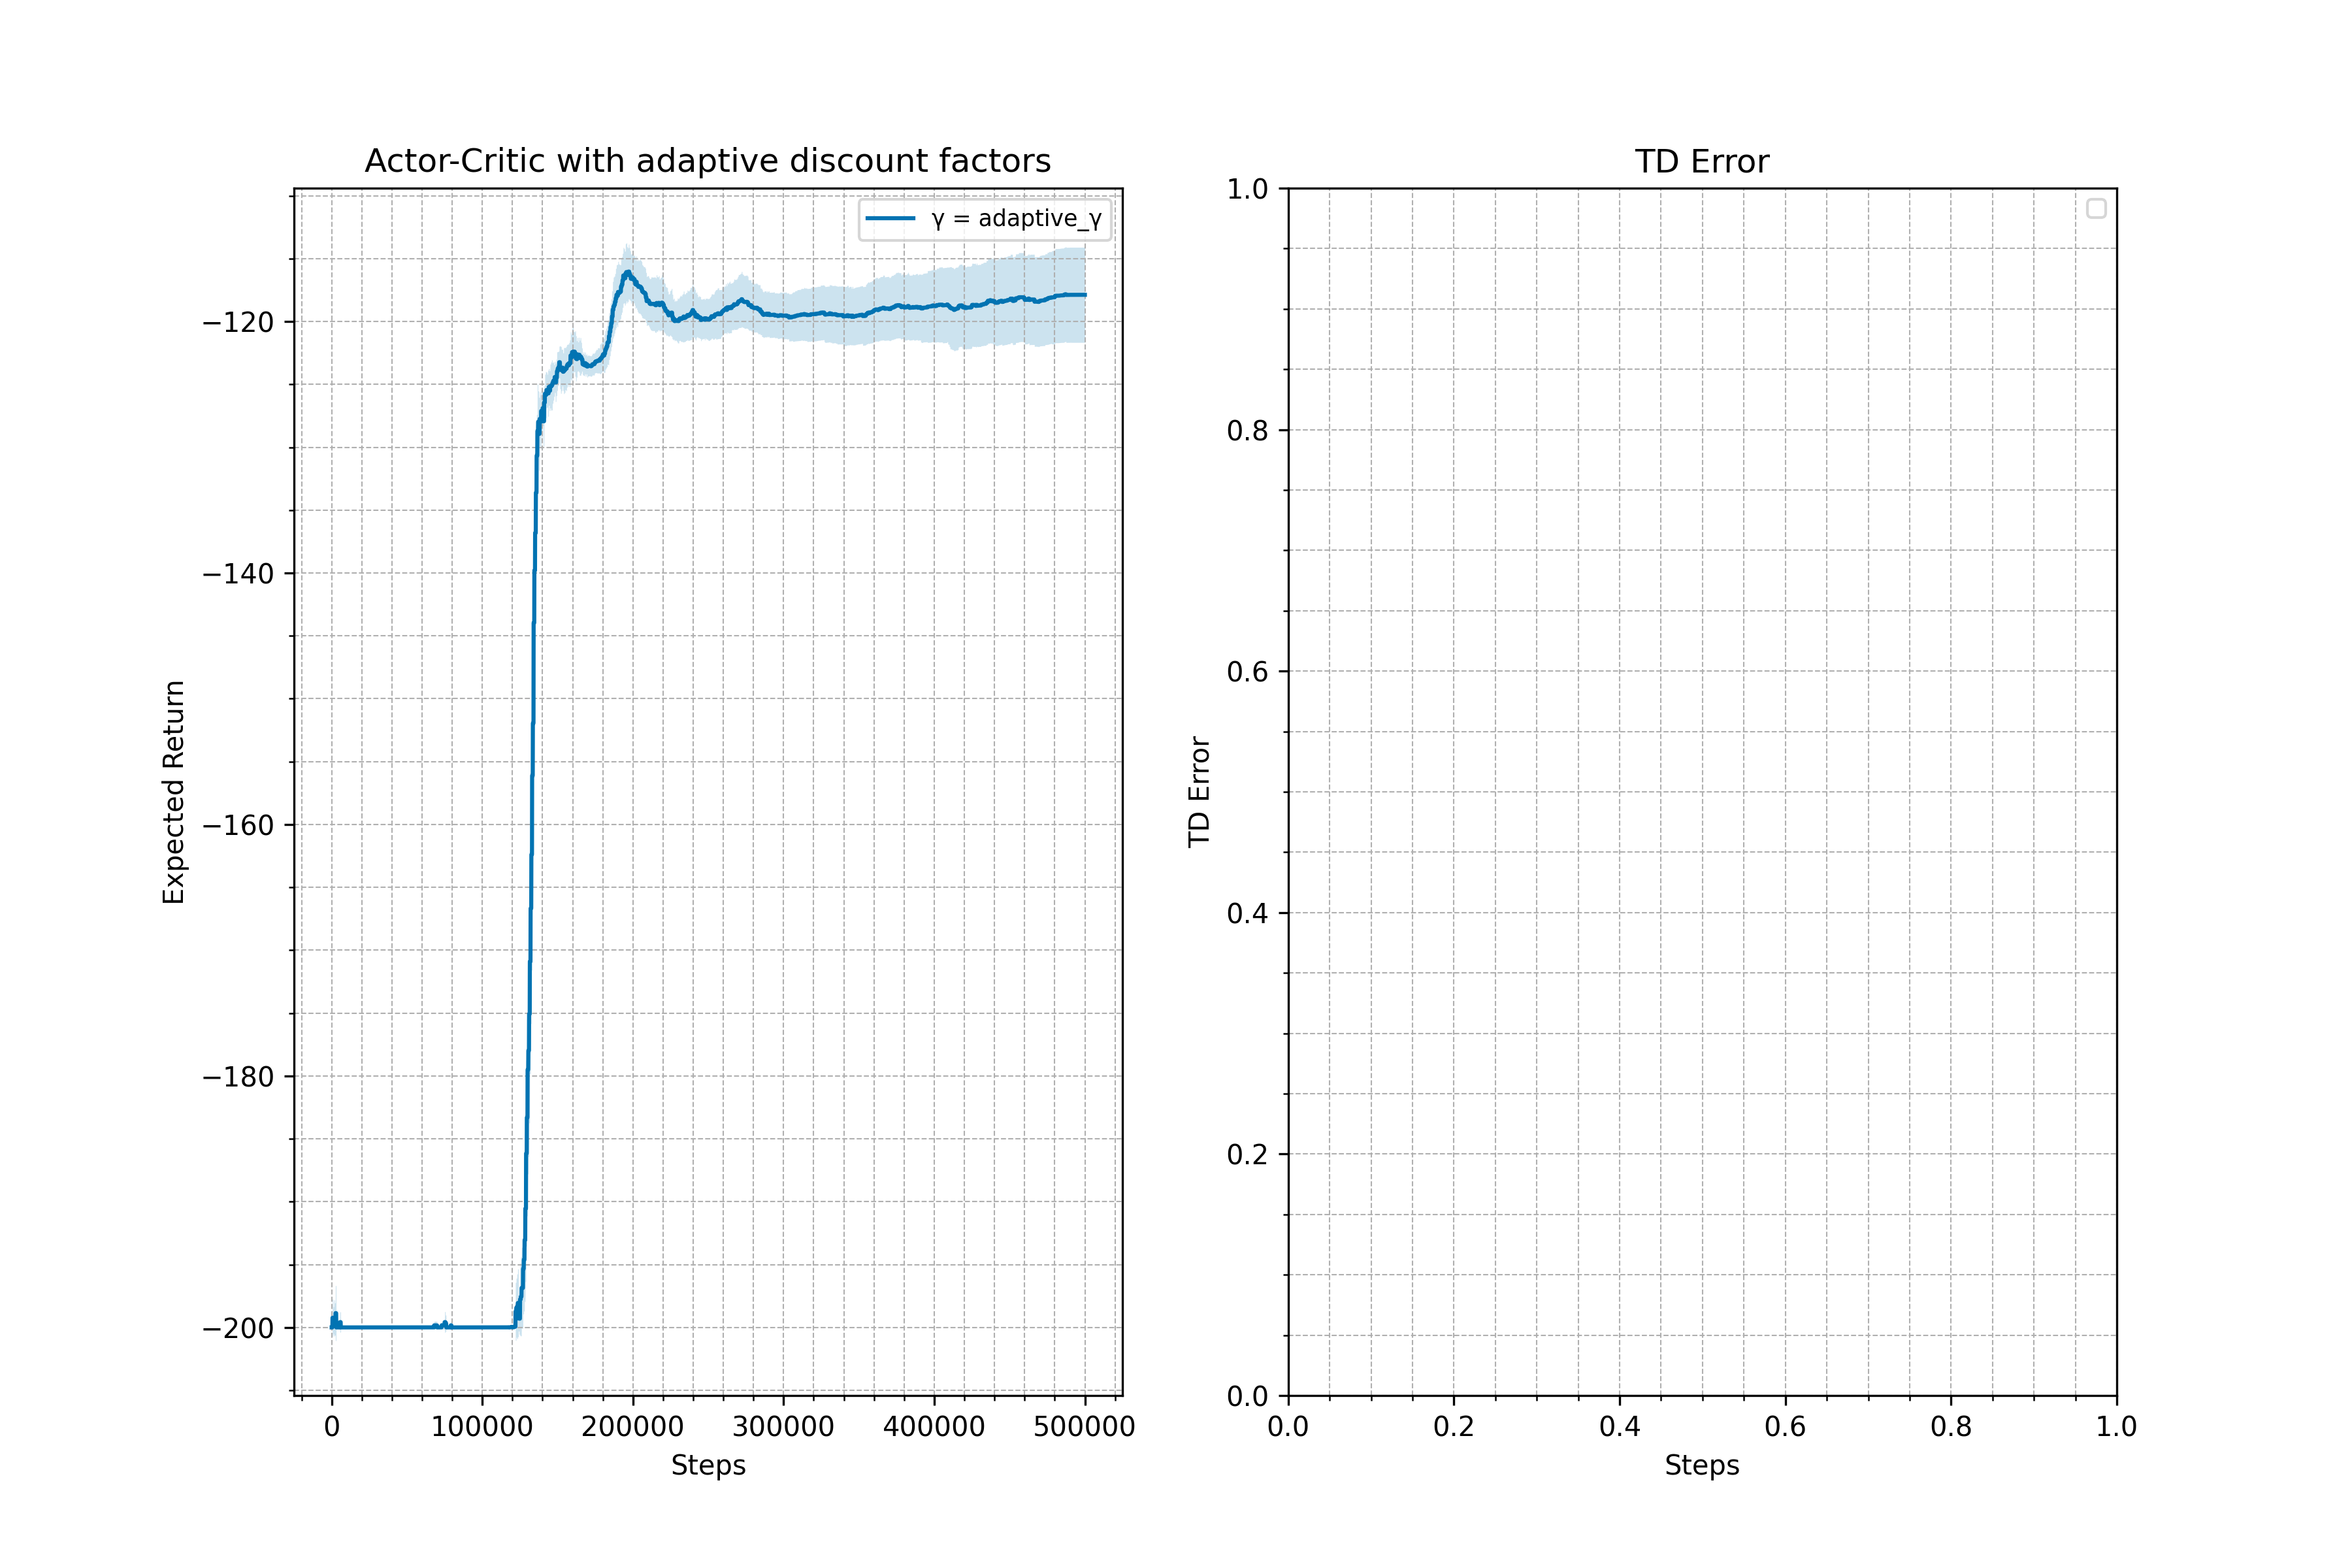 Actor-Critic with adaptive discount factors
γ = adaptive_γ
Expected Return
−120
−140
−160
−180
−200
0 100000 200000 300000 400000 500000
Steps
TD Error
TD Error
1.0
0.8
0.6
0.4
0.2
0.0
0.0 0.2 0.4 0.6 0.8 1.0
Steps